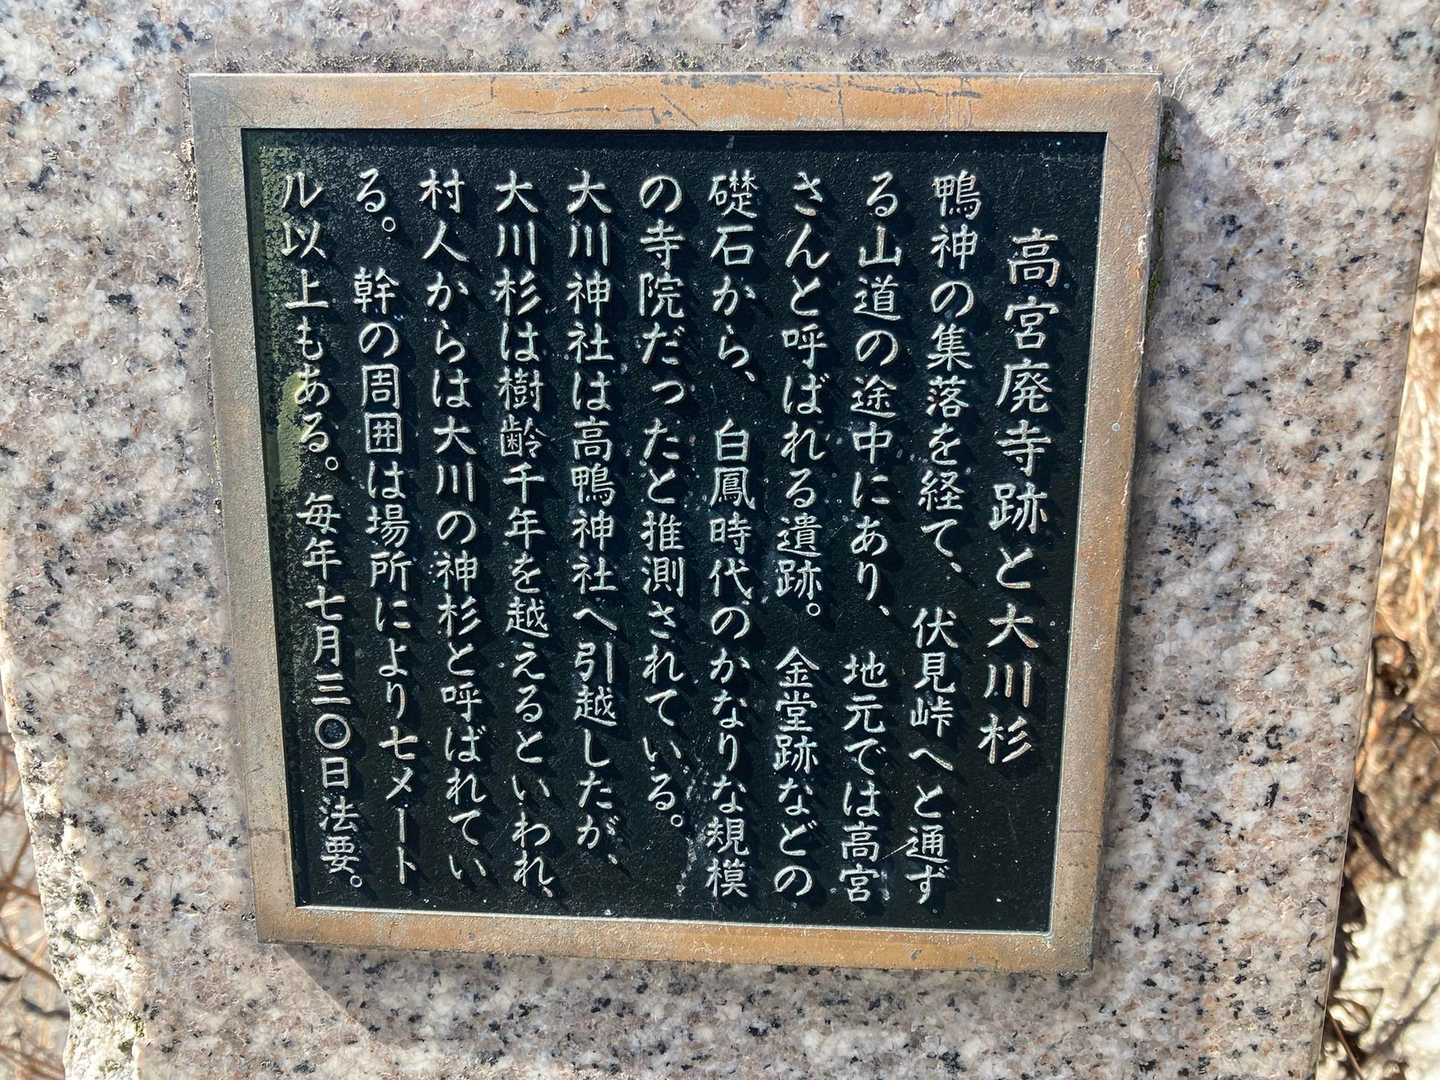 高宮廃寺跡と大川杉
鴨神の集落を経て、伏見峠へと通ず
る山道の途中にあり、地元では高宮
さんと呼ばれる遺跡。金堂跡などの
礎石から、白鳳時代のかなりな規模
の寺院だったと推測されている。
大川神社は高鴨神社へ引越したが、
大川杉は樹齢千年を越えるといわれ、
村人からは大川の神杉と呼ばれてい
る。幹の周囲は場所により七メート
ル以上もある。毎年七月三〇日法要。